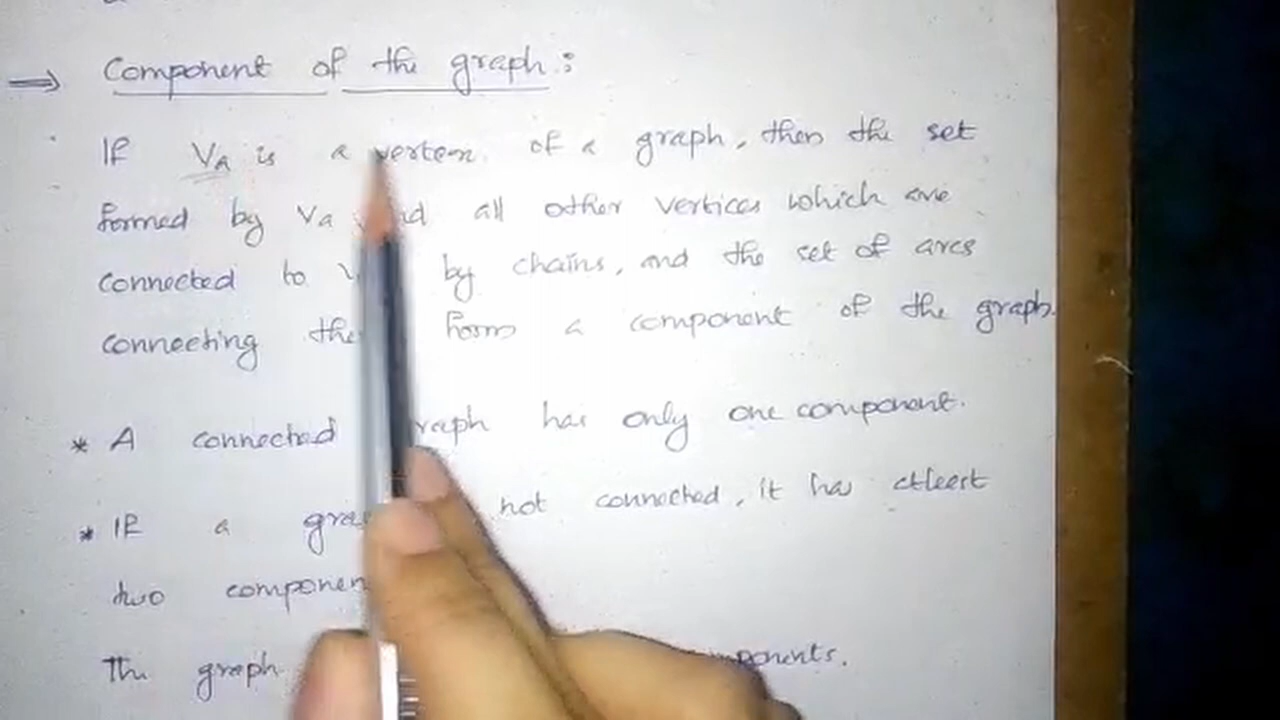 ⇒ Component of the graph :
If Va is a vertex of a graph, then the set
formed by Va and all other vertices which are
connected to by chains, and the set of arcs
connecting form a component of the graph.
* A connected graph has only one component.
* If a not connected, it has atleast
two
The graph